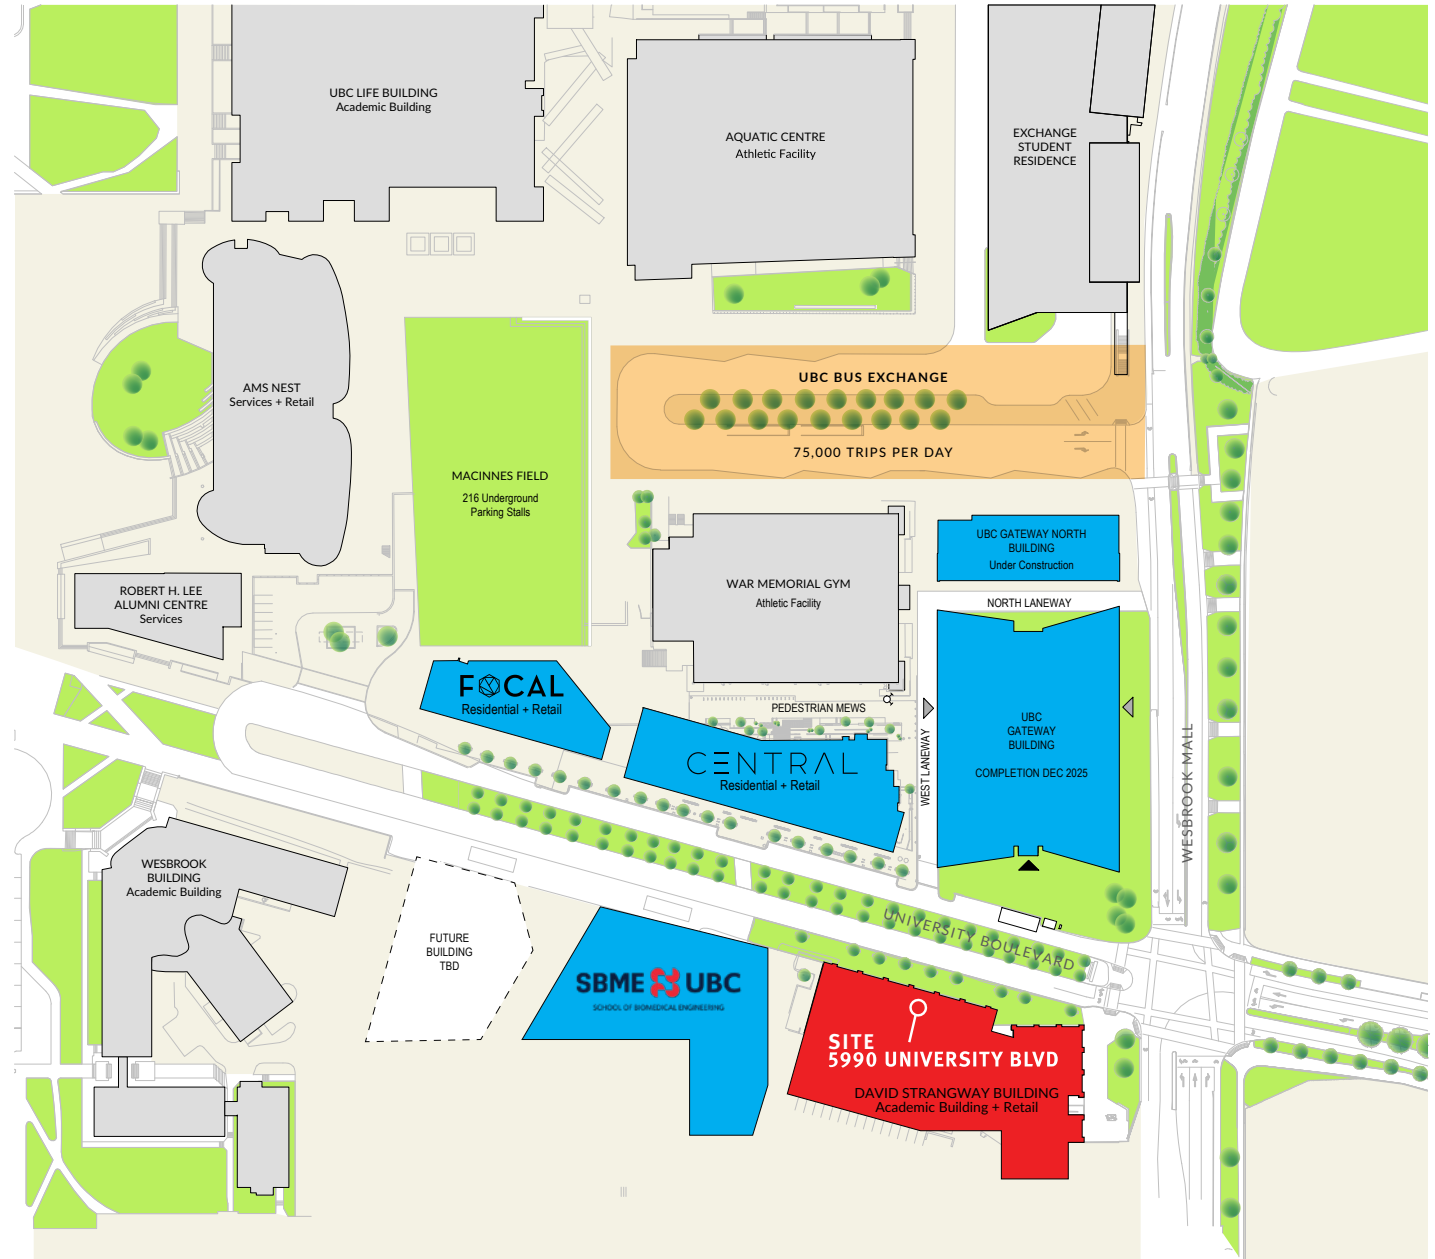 UBC LIFE BUILDING
Academic Building
AQUATIC CENTRE
Athletic Facility
EXCHANGE
STUDENT
RESIDENCE
UBC BUS EXCHANGE
75,000 TRIPS PER DAY
AMS NEST
Services + Retail
MACINNES FIELD
216 Underground
Parking Stalls
ROBERT H. LEE
ALUMNI CENTRE
Services
WAR MEMORIAL GYM
Athletic Facility
UBC GATEWAY NORTH
BUILDING
Under Construction
NORTH LANEWAY
FOCAL
Residential + Retail
PEDESTRIAN MEWS
CENTRAL
Residential + Retail
WEST LANEWAY
UBC
GATEWAY
BUILDING
COMPLETION DEC 2025
WESBROOK MALL
WESBROOK
BUILDING
Academic Building
FUTURE
BUILDING
TBD
UNIVERSITY BOULEVARD
SBME UBC
SCHOOL OF BIOMEDICAL ENGINEERING
SITE
5990 UNIVERSITY BLVD
DAVID STRANGWAY BUILDING
Academic Building + Retail